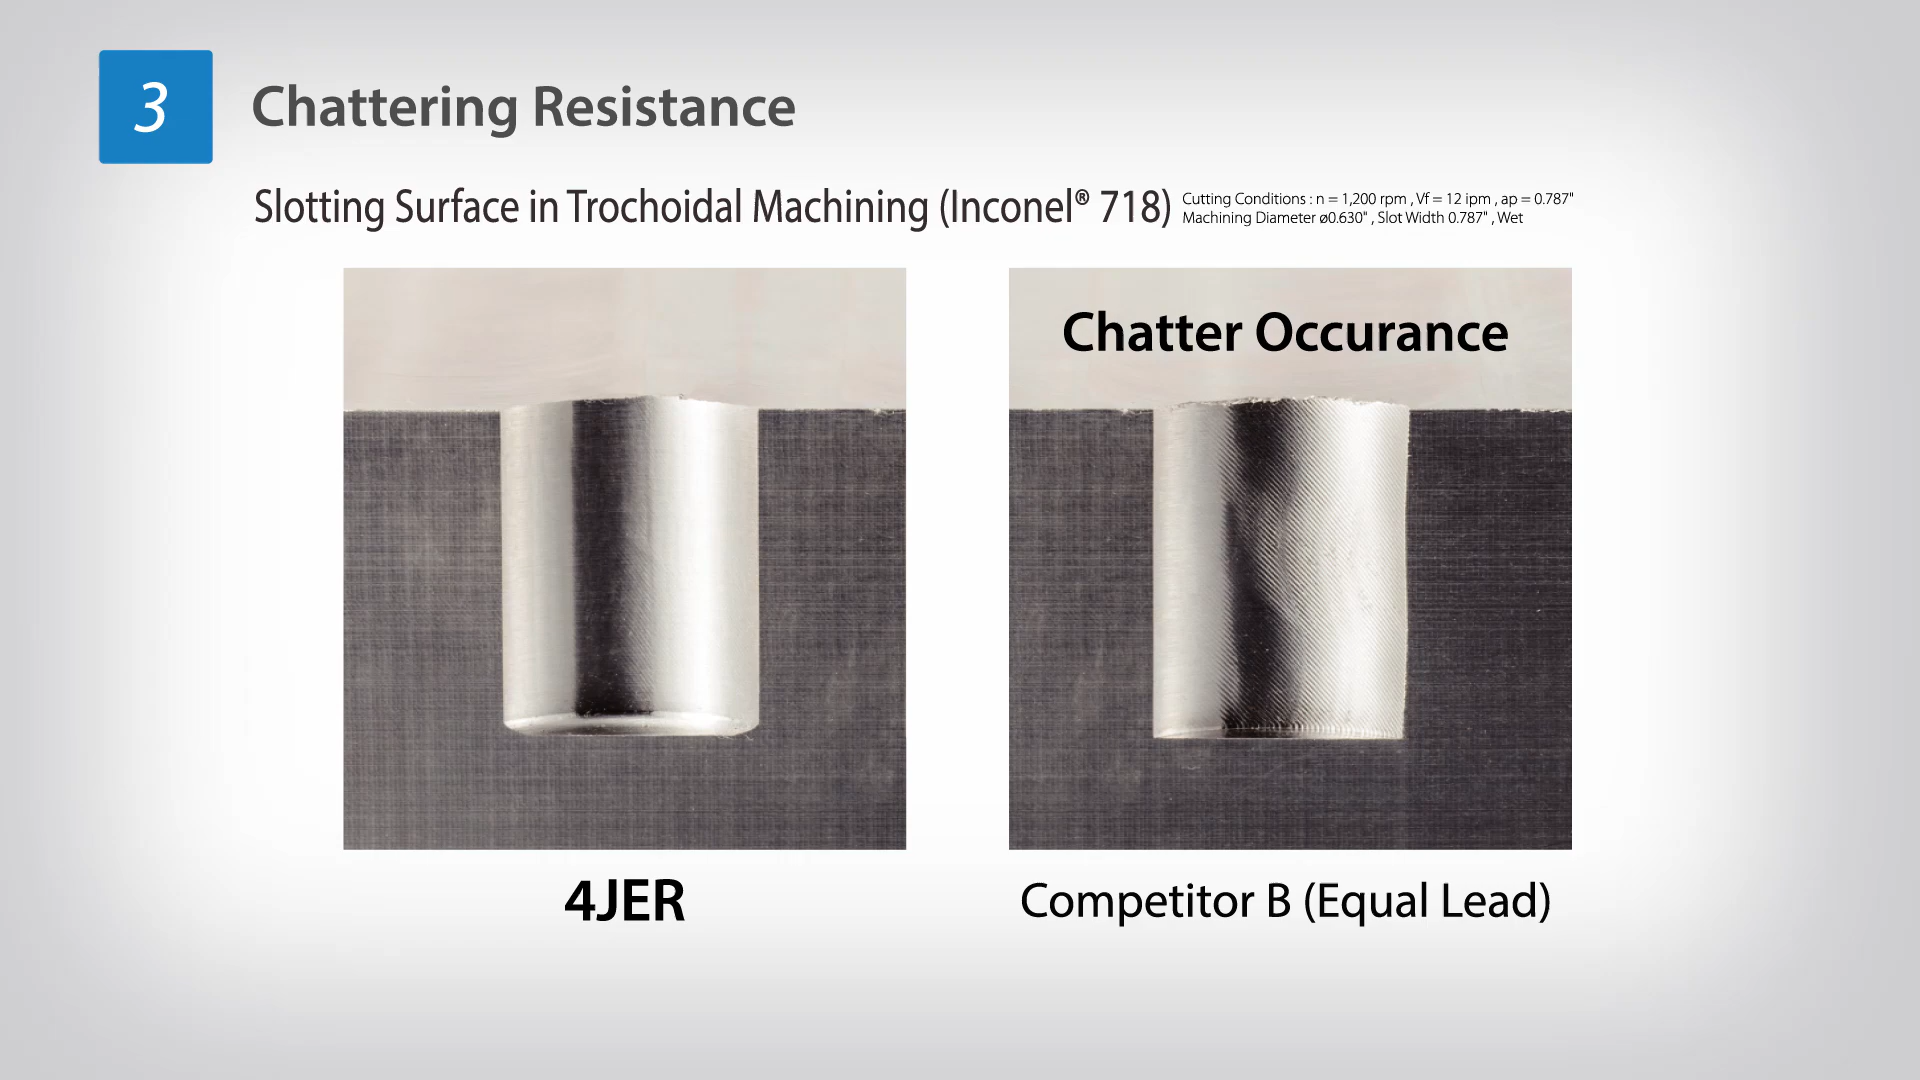 3
Chattering Resistance
Slotting Surface in Trochoidal Machining (Inconel® 718)
Cutting Conditions : n = 1,200 rpm , Vf = 12 ipm , ap = 0.787"
Machining Diameter ø0.630" , Slot Width 0.787" , Wet
Chatter Occurance
4JER
Competitor B (Equal Lead)